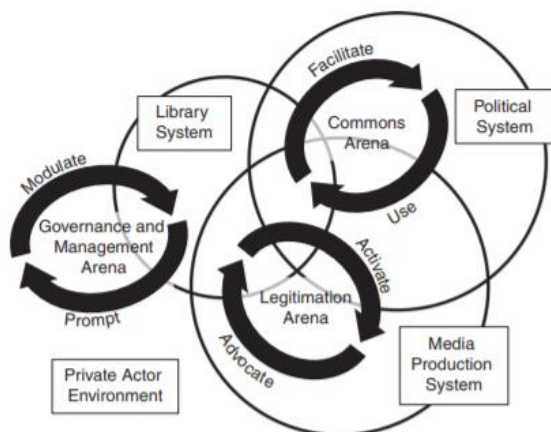 Facilitate
Library
System
Political
System
Commons
Arena
Modulate
Use
Governance and
Management
Arena
Activate
Legitimation
Arena
Prompt
Advocate
Media
Production
System
Private Actor
Environment